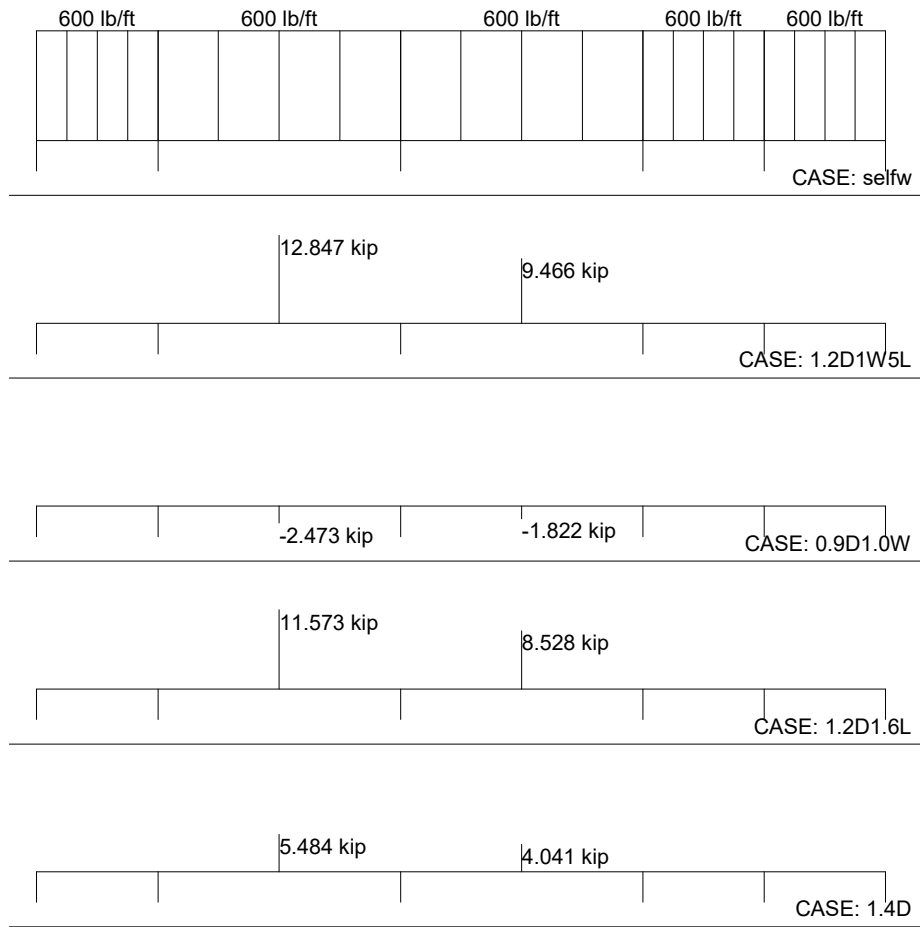 600 lb/ft 600 lb/ft 600 lb/ft 600 lb/ft 600 lb/ft
CASE: selfw
12.847 kip
9.466 kip
CASE: 1.2D1W5L
-2.473 kip
-1.822 kip
CASE: 0.9D1.0W
11.573 kip
8.528 kip
CASE: 1.2D1.6L
5.484 kip
4.041 kip
CASE: 1.4D